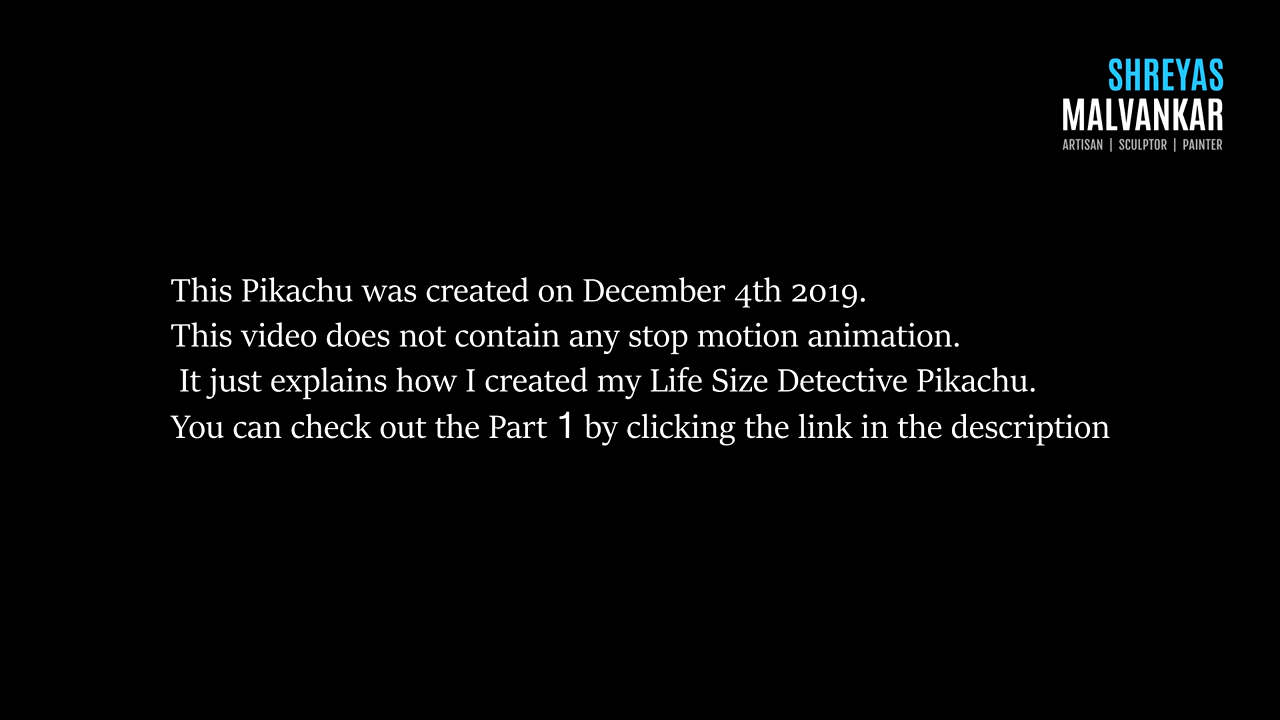 SHREYAS
MALVANKAR
ARTISAN | SCULPTOR | PAINTER
This Pikachu was created on December 4th 2019.
This video does not contain any stop motion animation.
It just explains how I created my Life Size Detective Pikachu.
You can check out the Part 1 by clicking the link in the description